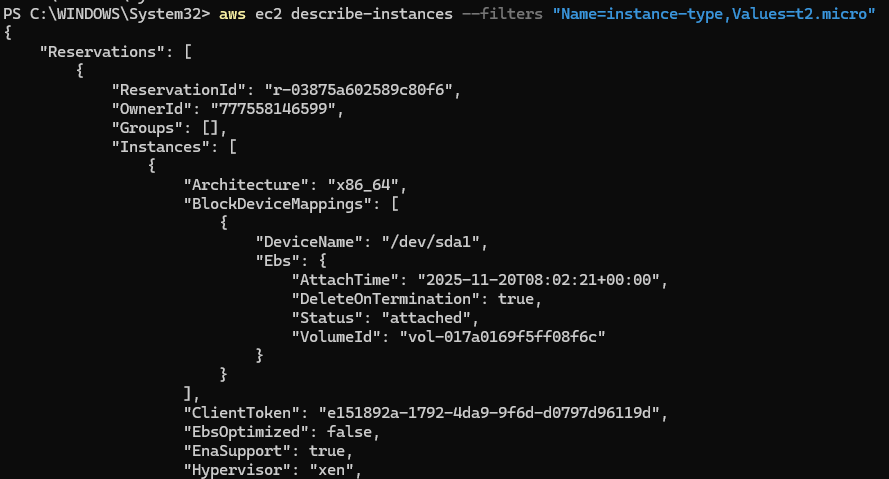 PS C:\WINDOWS\System32> aws ec2 describe-instances --filters "Name=instance-type,Values=t2.micro"
{
    "Reservations": [
        {
            "ReservationId": "r-03875a602589c80f6",
            "OwnerId": "777558146599",
            "Groups": [],
            "Instances": [
                {
                    "Architecture": "x86_64",
                    "BlockDeviceMappings": [
                        {
                            "DeviceName": "/dev/sda1",
                            "Ebs": {
                                "AttachTime": "2025-11-20T08:02:21+00:00",
                                "DeleteOnTermination": true,
                                "Status": "attached",
                                "VolumeId": "vol-017a0169f5ff08f6c"
                            }
                        }
                    ],
                    "ClientToken": "e151892a-1792-4da9-9f6d-d0797d96119d",
                    "EbsOptimized": false,
                    "EnaSupport": true,
                    "Hypervisor": "xen",